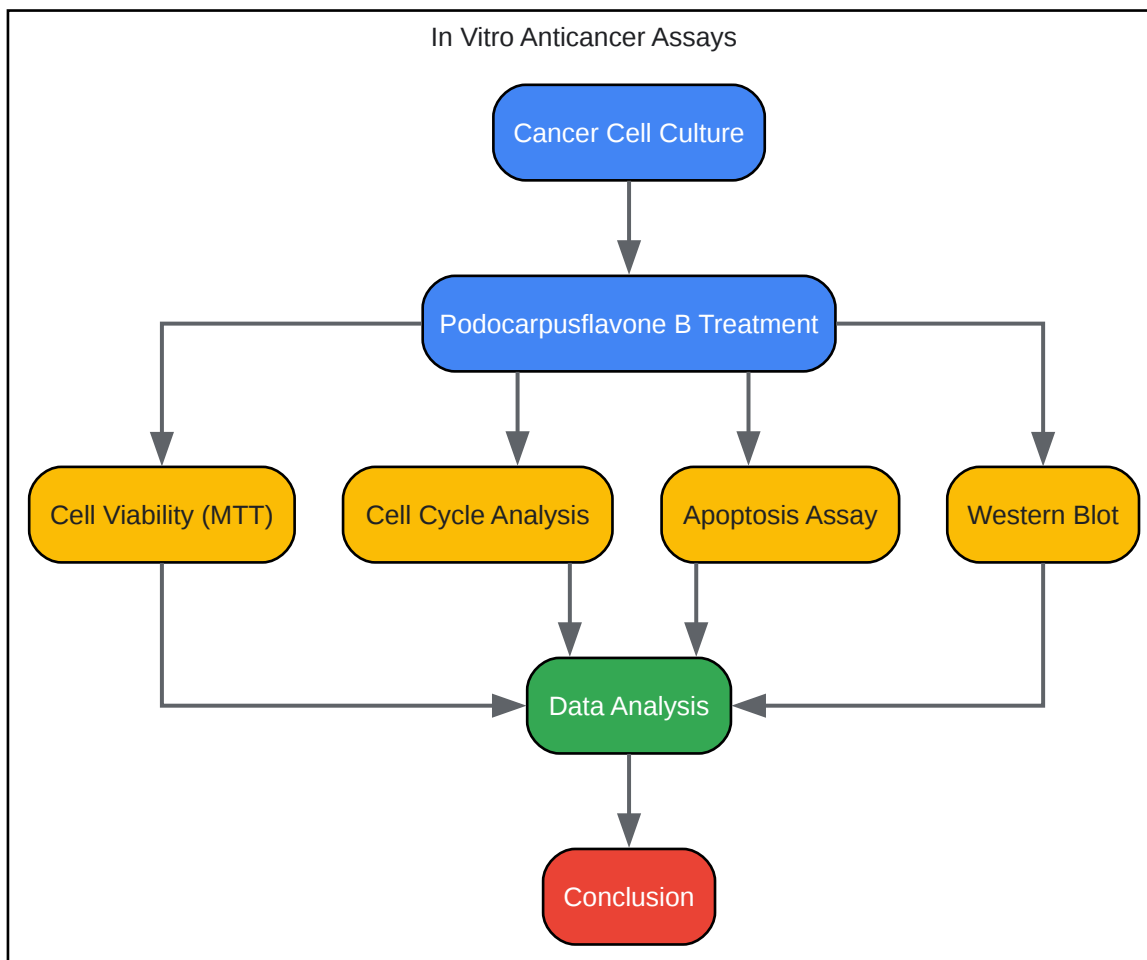 In Vitro Anticancer Assays
Cancer Cell Culture
Podocarpusflavone B Treatment
Cell Viability (MTT)
Cell Cycle Analysis
Apoptosis Assay
Western Blot
Data Analysis
Conclusion